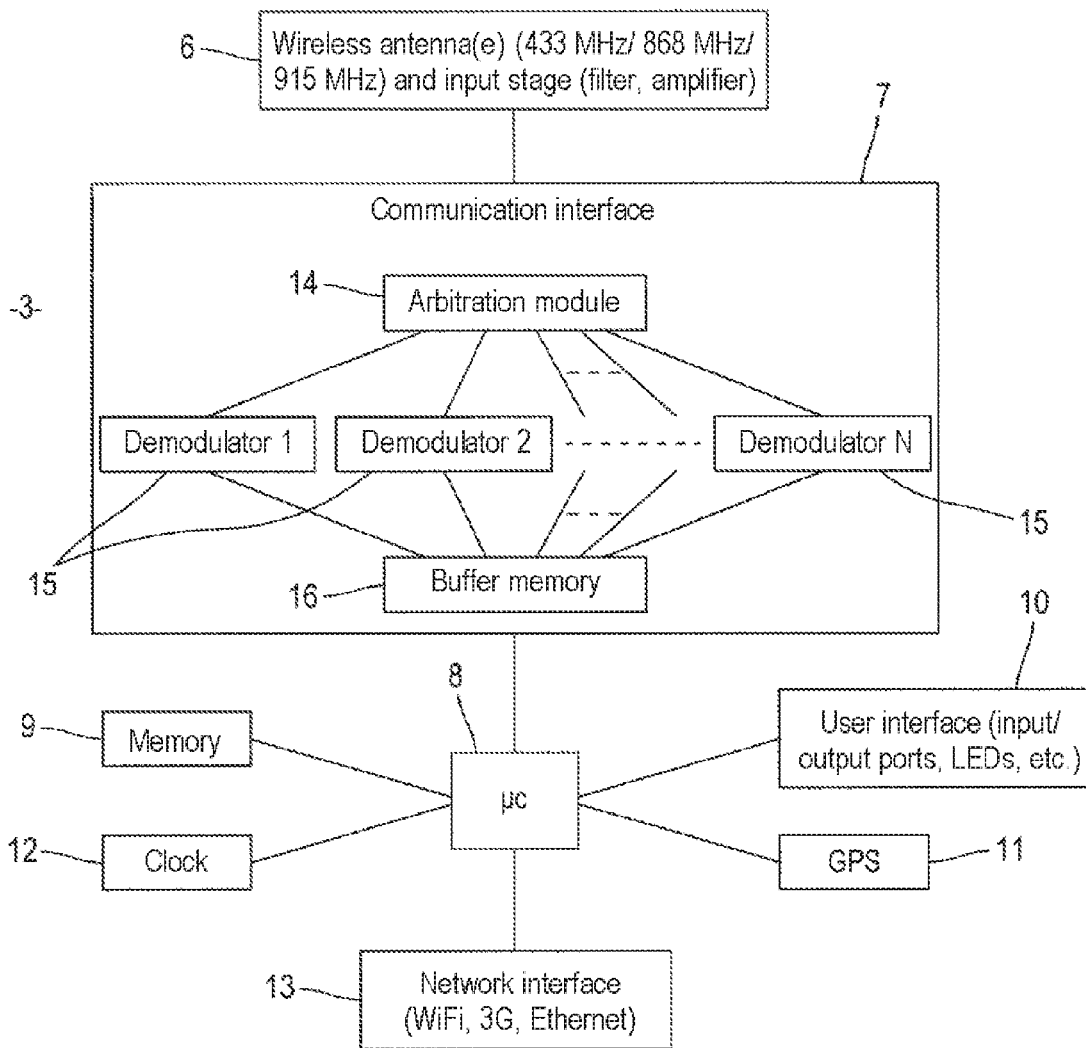 6
Wireless antenna(e) (433 MHz/ 868 MHz/
915 MHz) and input stage (filter, amplifier)
7
Communication interface
-3-
14
Arbitration module
Demodulator 1
Demodulator 2
Demodulator N
15
15
16
Buffer memory
10
8
9
Memory
User interface (input/
output ports, LEDs, etc.)
µc
12
Clock
GPS
11
13
Network interface
(WiFi, 3G, Ethernet)